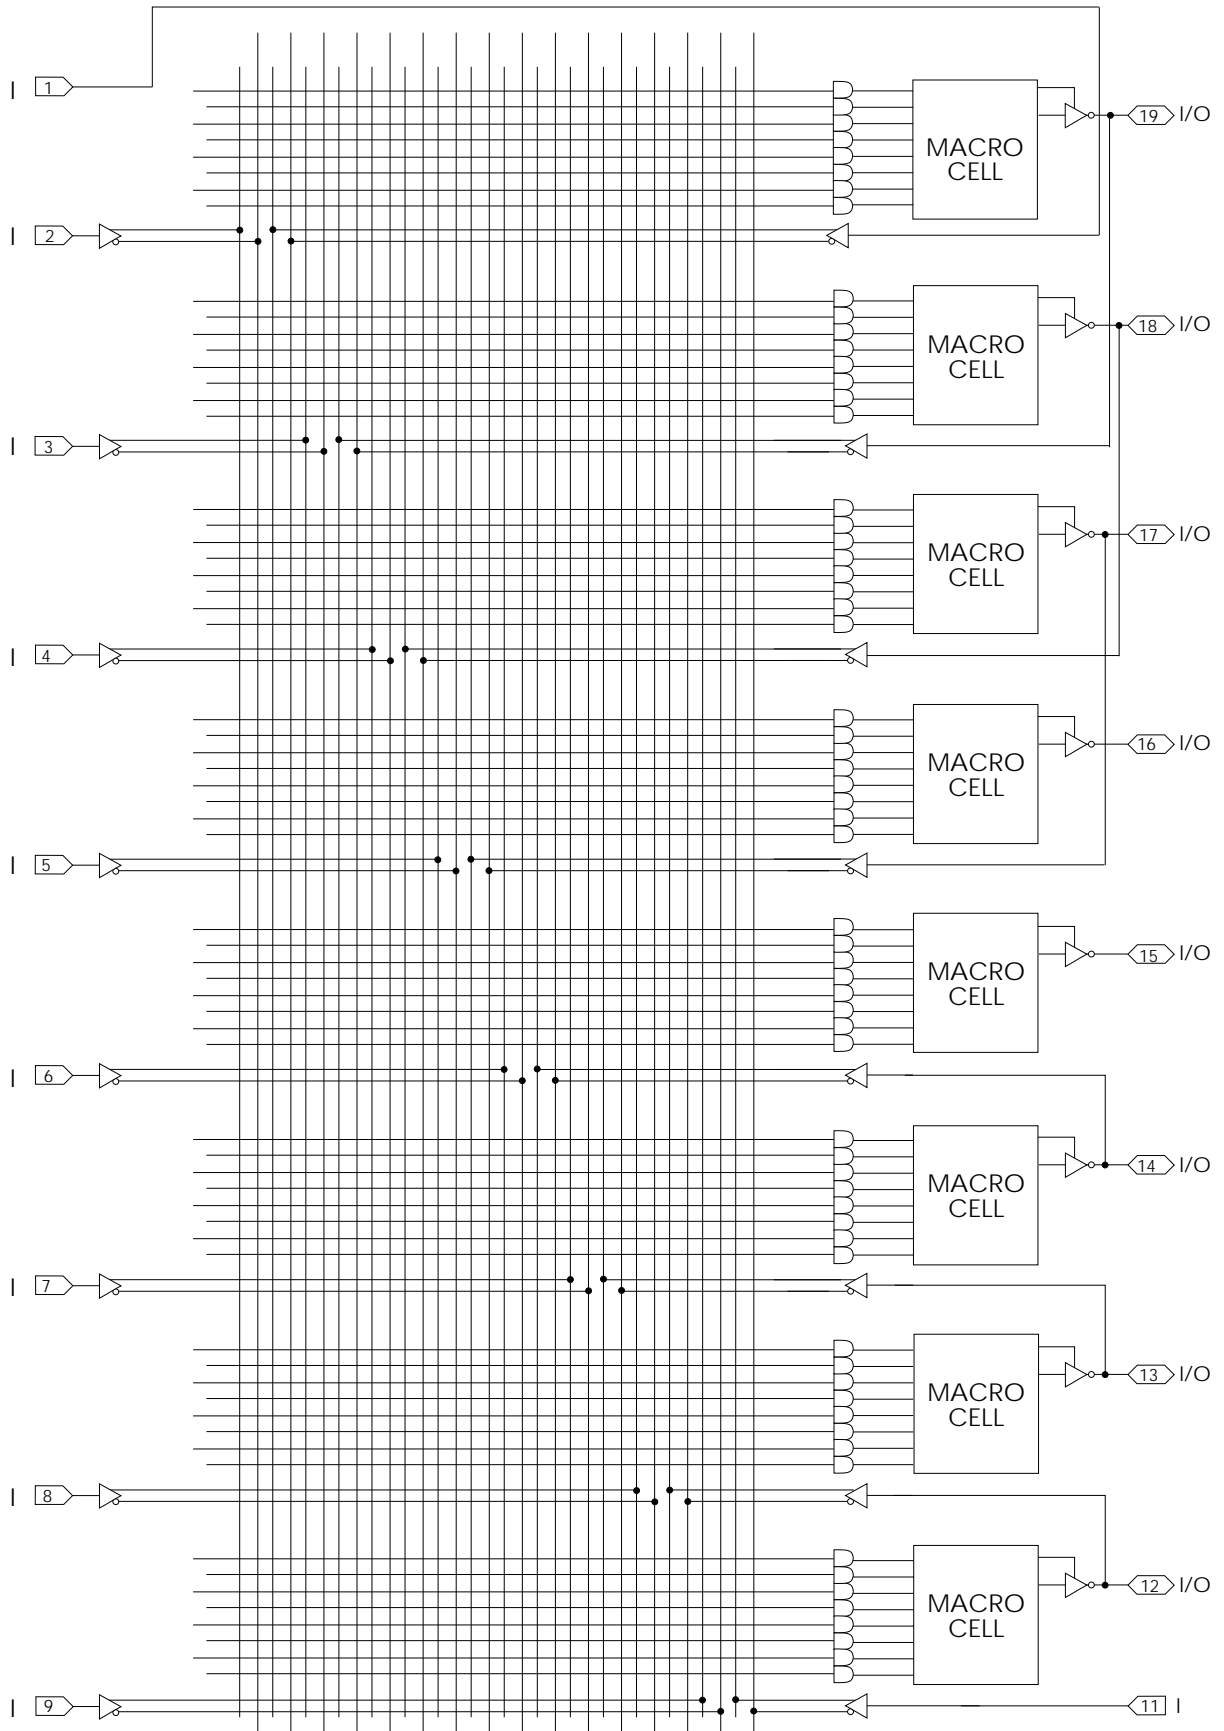 I 1
MACRO
CELL
19 I/O
I 2
MACRO
CELL
18 I/O
I 3
MACRO
CELL
17 I/O
I 4
MACRO
CELL
16 I/O
I 5
MACRO
CELL
15 I/O
I 6
MACRO
CELL
14 I/O
I 7
MACRO
CELL
13 I/O
I 8
MACRO
CELL
12 I/O
I 9
11 I